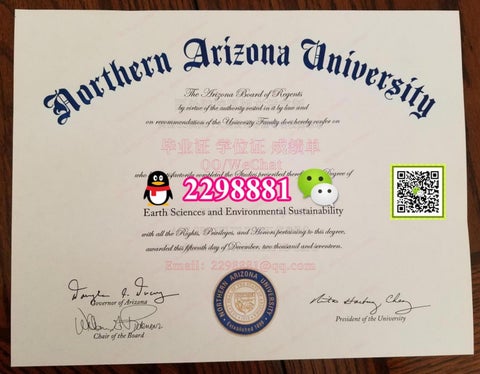 Northern Arizona University
The Arizona Board of Regents
by virtue of the authority vested in it by law and
on recommendation of the University Faculty does hereby confer on
毕业证 学位证 成绩单
QQ/WeChat
who satisfactorily completed the Studies prescribed therefor Degree of
2298881
Earth Sciences and Environmental Sustainability
with all the Rights, Privileges, and Honors pertaining to this degree,
awarded this fifteenth day of December, two thousand and seventeen.
Email: 2298881@qq.com
Governor of Arizona
Chair of the Board
NORTHERN ARIZONA UNIVERSITY
Established 1899
President of the University